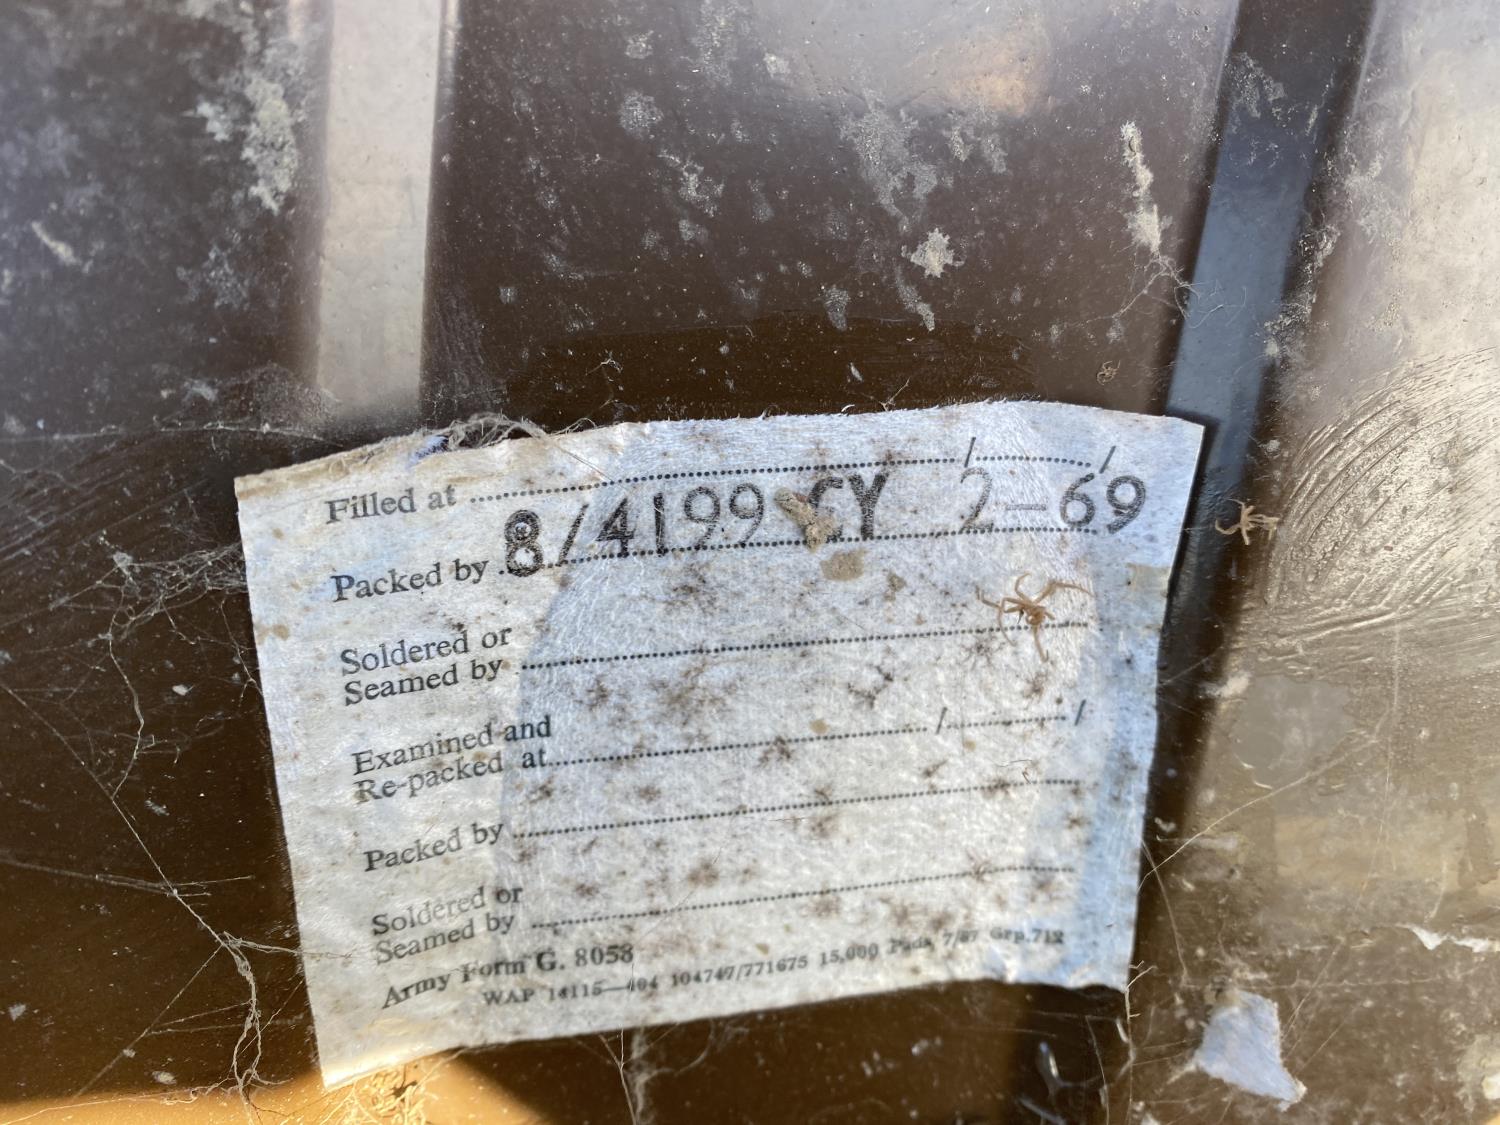 Filled at ........ / ........ /
8/4199 GY 2-69
Packed by ........
Soldered or
Seamed by ........
Examined and
Re-packed at ........ / ........ /
Packed by ........
Soldered or
Seamed by ........
Army Form G. 8058
WAP 14115—404 104747/771675 15,000 Pads 7/67 Grp.712